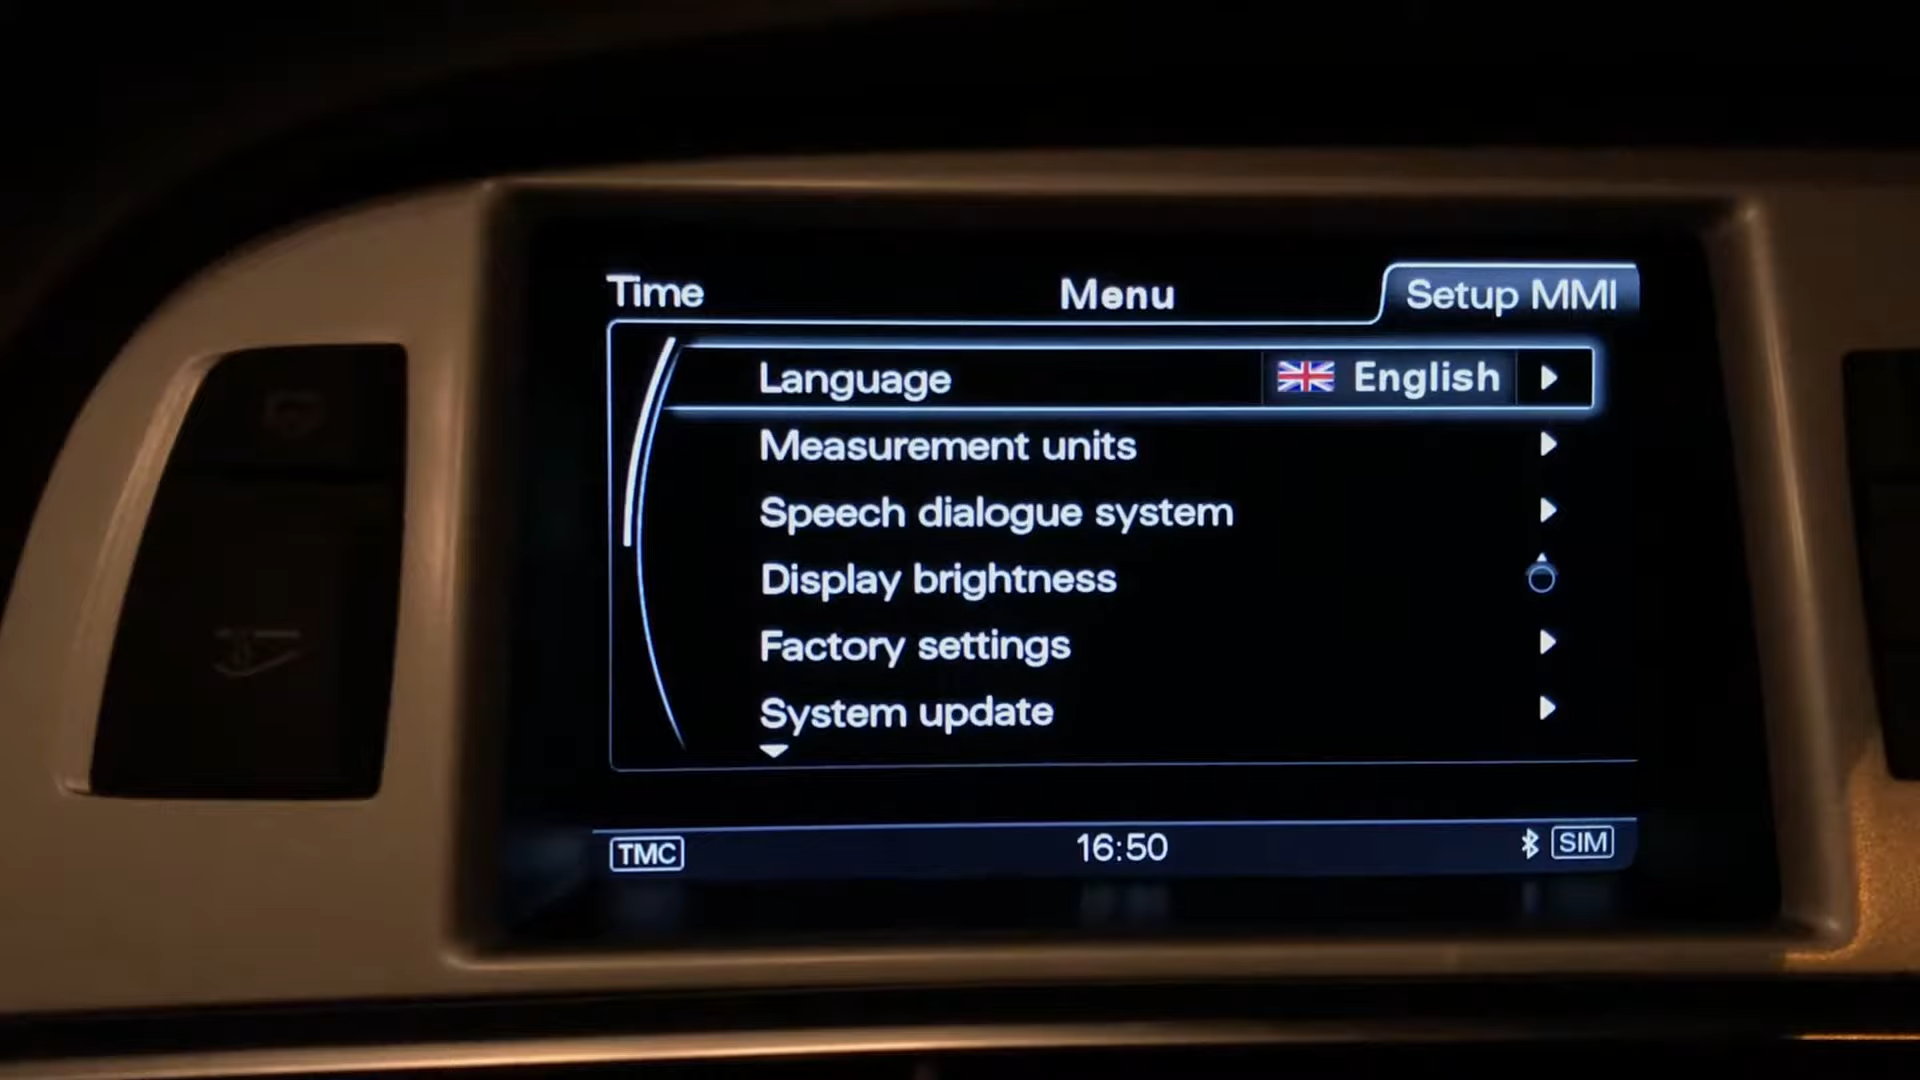 Time Menu Setup MMI
Language English
Measurement units
Speech dialogue system
Display brightness
Factory settings
System update
TMC 16:50 SIM